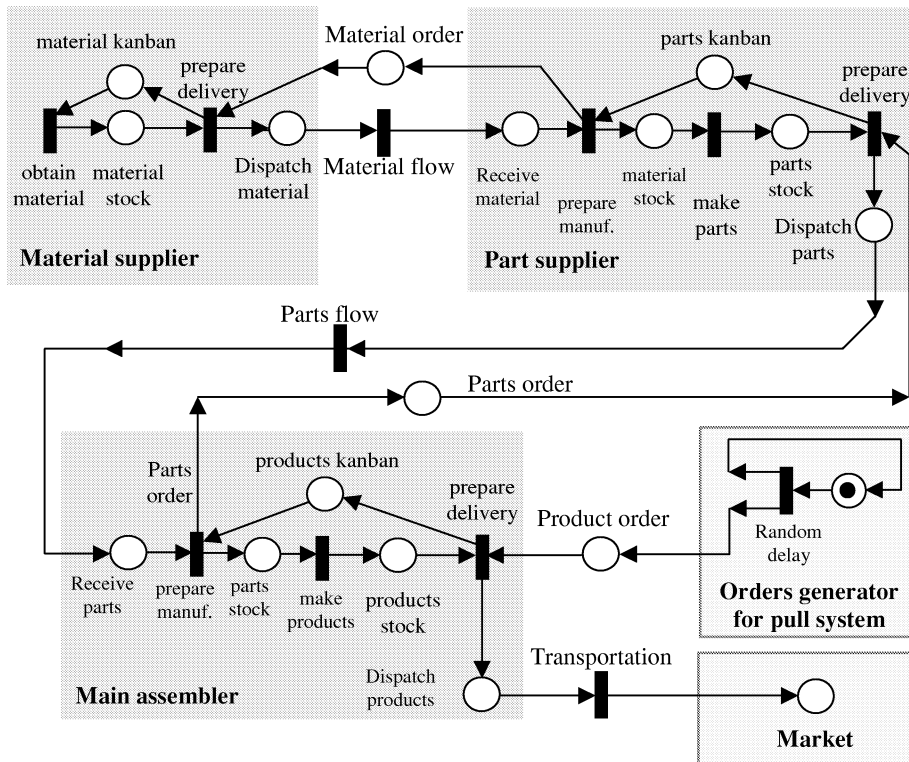 material kanban
prepare
delivery
Material order
parts kanban
prepare
delivery
obtain
material
material
stock
Dispatch
material
Material flow
Receive
material
prepare
manuf.
material
stock
make
parts
parts
stock
Dispatch
parts
Material supplier
Part supplier
Parts flow
Parts order
Parts
order
products kanban
prepare
delivery
Product order
Random
delay
Receive
parts
prepare
manuf.
parts
stock
make
products
products
stock
Orders generator
for pull system
Dispatch
products
Transportation
Main assembler
Market